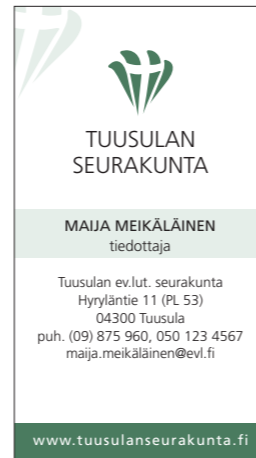 TUUSULAN
SEURAKUNTA
MAIJA MEIKÄLÄINEN
tiedottaja
Tuusulan ev.lut. seurakunta
Hyryläntie 11 (PL 53)
04300 Tuusula
puh. (09) 875 960, 050 123 4567
maija.meikäläinen@evl.fi
www.tuusulanseurakunta.fi